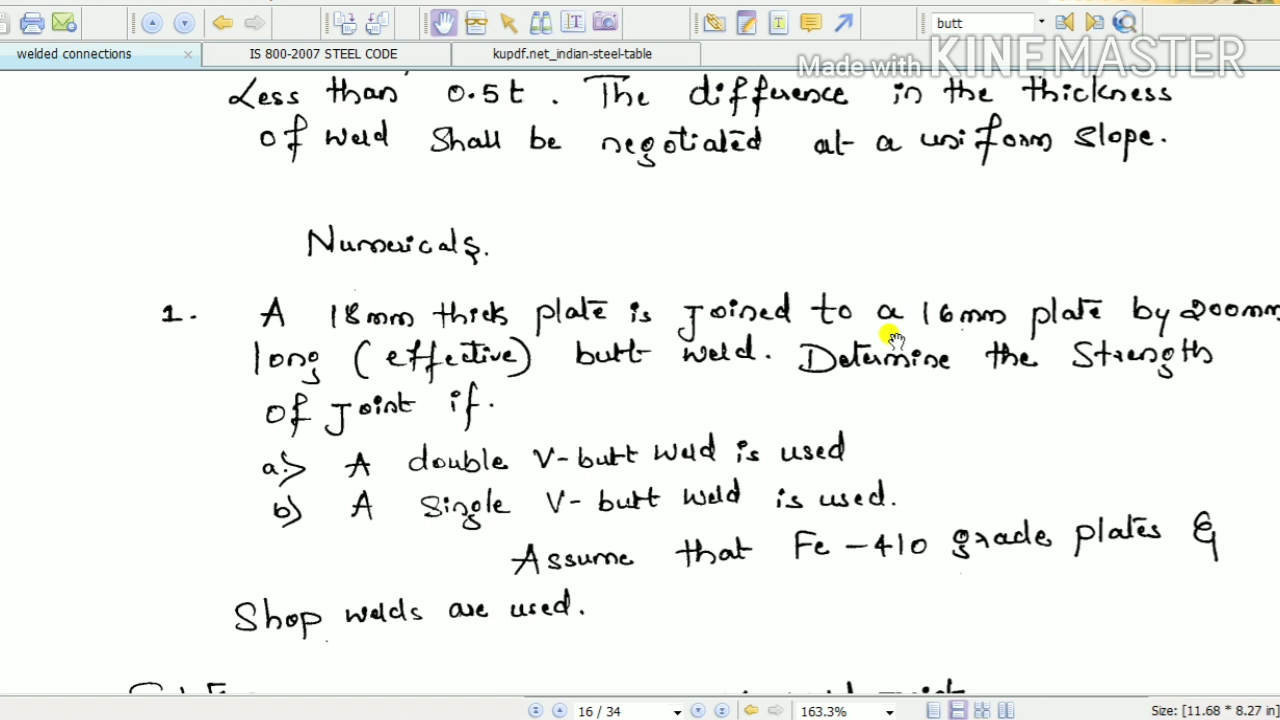 butt
welded connections
IS 800-2007 STEEL CODE
kupdf.net_indian-steel-table
Made with KINEMASTER
Less than 0.5t. The difference in the thickness
of weld shall be negotiated at a uniform slope.
Numericals.
1. A 18mm thick plate is joined to a 16mm plate by 200mm
long (effective) butt weld. Determine the strength
of joint if.
a:> A double V-butt weld is used
b) A single V-butt weld is used.
Assume that Fe-410 grade plates &
Shop welds are used.
16 / 34
163.3%
Size: [11.68 * 8.27 in]